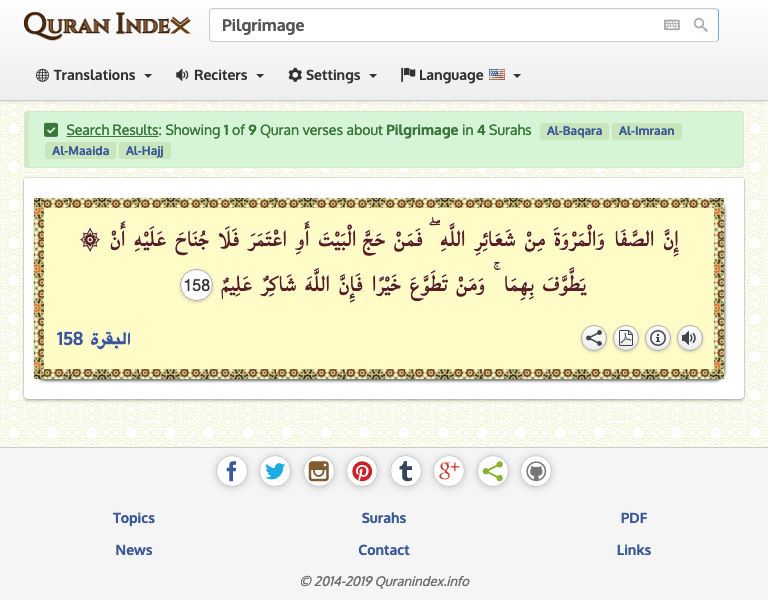 QURAN INDEX
Pilgrimage
Translations Reciters Settings Language
Search Results: Showing 1 of 9 Quran verses about Pilgrimage in 4 Surahs Al-Baqara Al-Imraan
Al-Maaida Al-Hajj
۞ إِنَّ الصَّفَا وَالْمَرْوَةَ مِنْ شَعَائِرِ اللَّهِ ۖ فَمَنْ حَجَّ الْبَيْتَ أَوِ اعْتَمَرَ فَلَا جُنَاحَ عَلَيْهِ أَنْ
يَطَّوَّفَ بِهِمَا ۚ وَمَنْ تَطَوَّعَ خَيْرًا فَإِنَّ اللَّهَ شَاكِرٌ عَلِيمٌ 158
البقرة 158
Topics Surahs PDF
News Contact Links
© 2014-2019 Quranindex.info